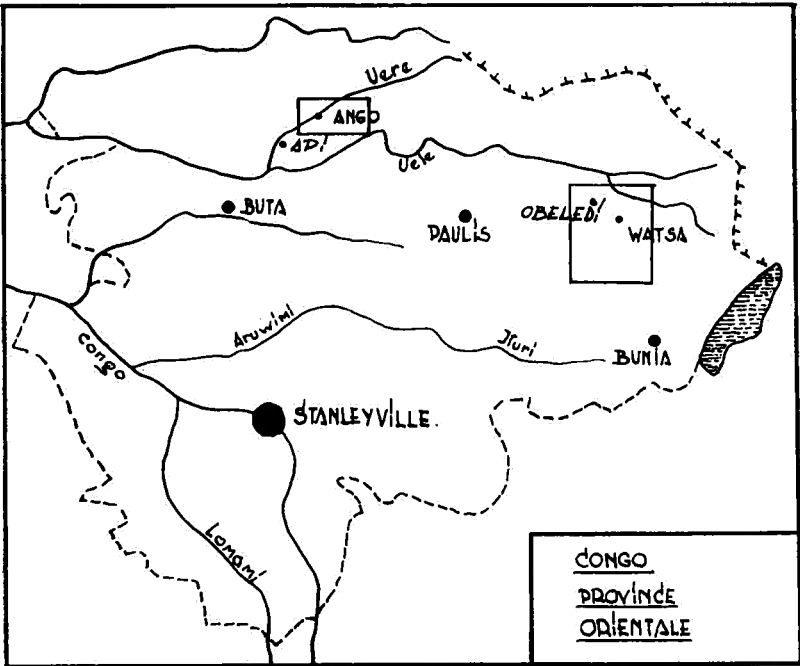 Uere
ANGO
ADI
Uele
BUTA
OBELEDI
PAULIS
WATSA
Aruwimi
Ituri
Congo
BUNIA
STANLEYVILLE.
Lomami
CONGO
PROVINCE
ORIENTALE